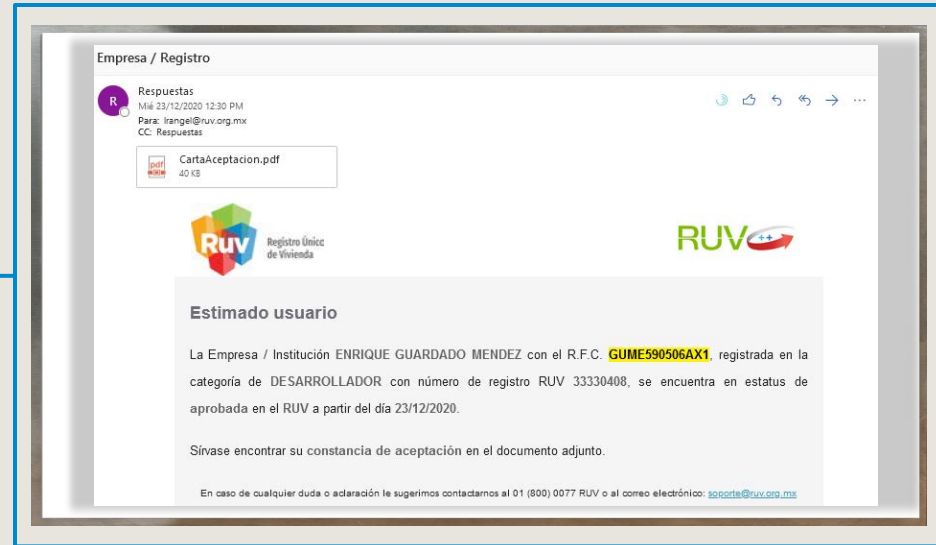 Empresa / Registro
R
Respuestas
Mié 23/12/2020 12:30 PM
Para: lrangel@ruv.org.mx
CC: Respuestas
pdf
CartaAceptacion.pdf
40 KB
RUV
Registro Único
de Vivienda
RUV ++
Estimado usuario
La Empresa / Institución ENRIQUE GUARDADO MENDEZ con el R.F.C. GUME590506AX1, registrada en la
categoría de DESARROLLADOR con número de registro RUV 33330408, se encuentra en estatus de
aprobada en el RUV a partir del día 23/12/2020.
Sírvase encontrar su constancia de aceptación en el documento adjunto.
En caso de cualquier duda o aclaración le sugerimos contactarnos al 01 (800) 0077 RUV o al correo electrónico: soporte@ruv.org.mx